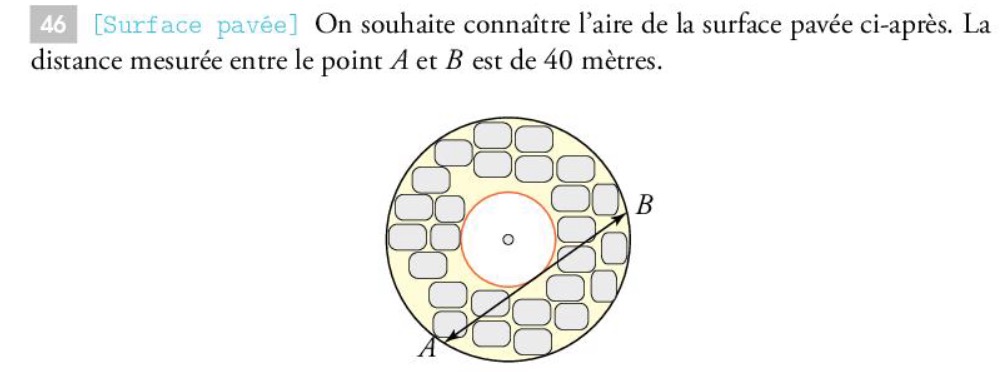 46 [Surface pavée] On souhaite connaître l'aire de la surface pavée ci-après. La
distance mesurée entre le point A et B est de 40 mètres.
B
A